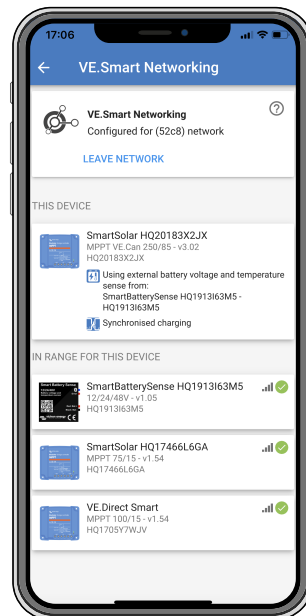 17:06
VE.Smart Networking
VE.Smart Networking
Configured for (52c8) network
LEAVE NETWORK
THIS DEVICE
SmartSolar HQ20183X2JX
MPPT VE.Can 250/85 - v3.02
HQ20183X2JX
Using external battery voltage and temperature
sense from:
SmartBatterySense HQ1913I63M5 -
HQ1913I63M5
Synchronised charging
IN RANGE FOR THIS DEVICE
SmartBatterySense HQ1913I63M5
12/24/48V - v1.05
HQ1913I63M5
Smart Battery Sense
SmartSolar HQ17466L6GA
MPPT 75/15 - v1.54
HQ17466L6GA
VE.Direct Smart
MPPT 100/15 - v1.54
HQ1705Y7WJV